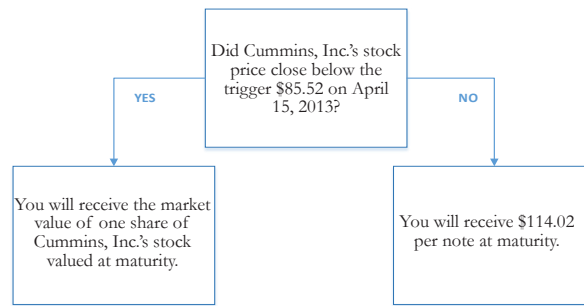 Did Cummins, Inc.'s stock
price close below the
trigger $85.52 on April
15, 2013?
YES
NO
You will receive the market
value of one share of
Cummins, Inc.'s stock
valued at maturity.
You will receive $114.02
per note at maturity.